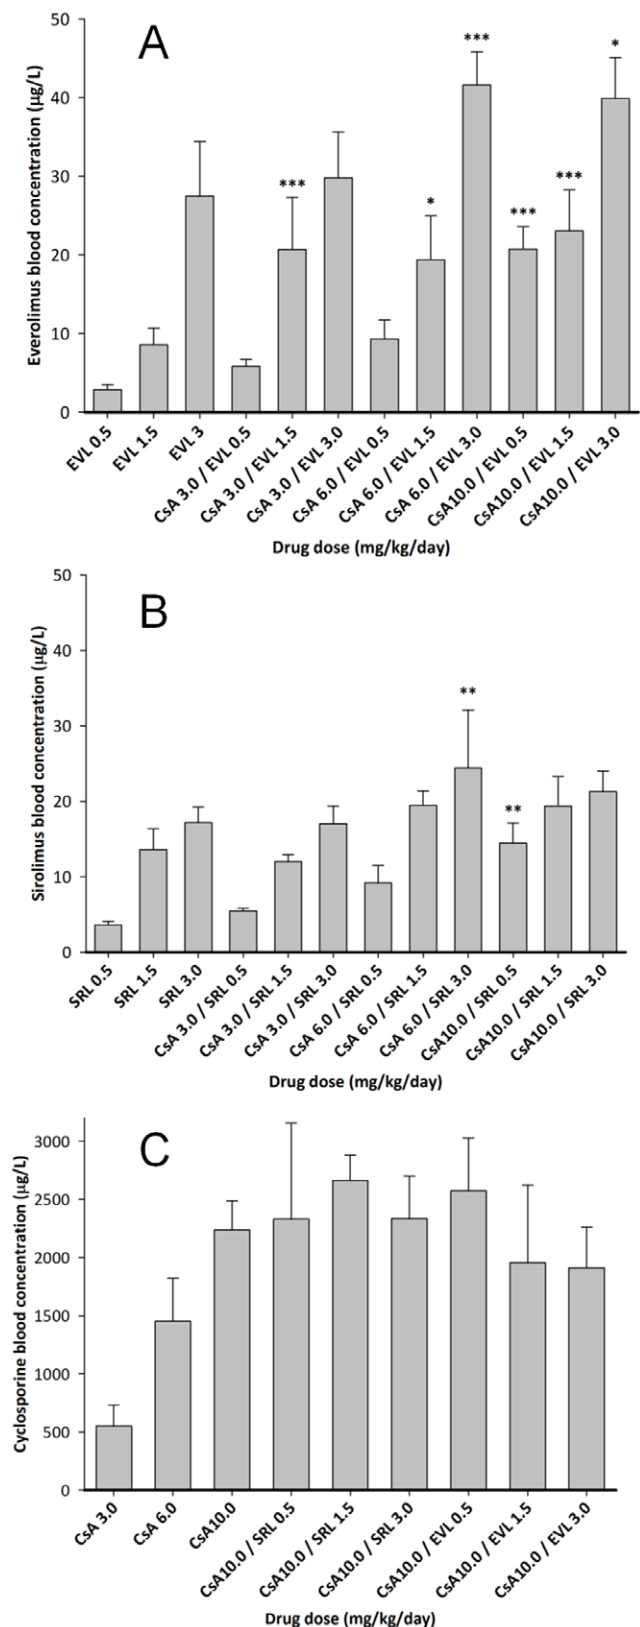 A
Everolimus blood concentration (µg/L)
50
40
30
20
10
0
***
*
***
***
***
*
EVL 0.5
EVL 1.5
EVL 3
CsA 3.0 / EVL 0.5
CsA 3.0 / EVL 1.5
CsA 3.0 / EVL 3.0
CsA 6.0 / EVL 0.5
CsA 6.0 / EVL 1.5
CsA 6.0 / EVL 3.0
CsA10.0 / EVL 0.5
CsA10.0 / EVL 1.5
CsA10.0 / EVL 3.0
Drug dose (mg/kg/day)
B
Sirolimus blood concentration (µg/L)
50
40
30
20
10
0
**
**
SRL 0.5
SRL 1.5
SRL 3.0
CsA 3.0 / SRL 0.5
CsA 3.0 / SRL 1.5
CsA 3.0 / SRL 3.0
CsA 6.0 / SRL 0.5
CsA 6.0 / SRL 1.5
CsA 6.0 / SRL 3.0
CsA10.0 / SRL 0.5
CsA10.0 / SRL 1.5
CsA10.0 / SRL 3.0
Drug dose (mg/kg/day)
C
Cyclosporine blood concentration (µg/L)
3000
2500
2000
1500
1000
500
0
CsA 3.0
CsA 6.0
CsA10.0
CsA10.0 / SRL 0.5
CsA10.0 / SRL 1.5
CsA10.0 / SRL 3.0
CsA10.0 / EVL 0.5
CsA10.0 / EVL 1.5
CsA10.0 / EVL 3.0
Drug dose (mg/kg/day)